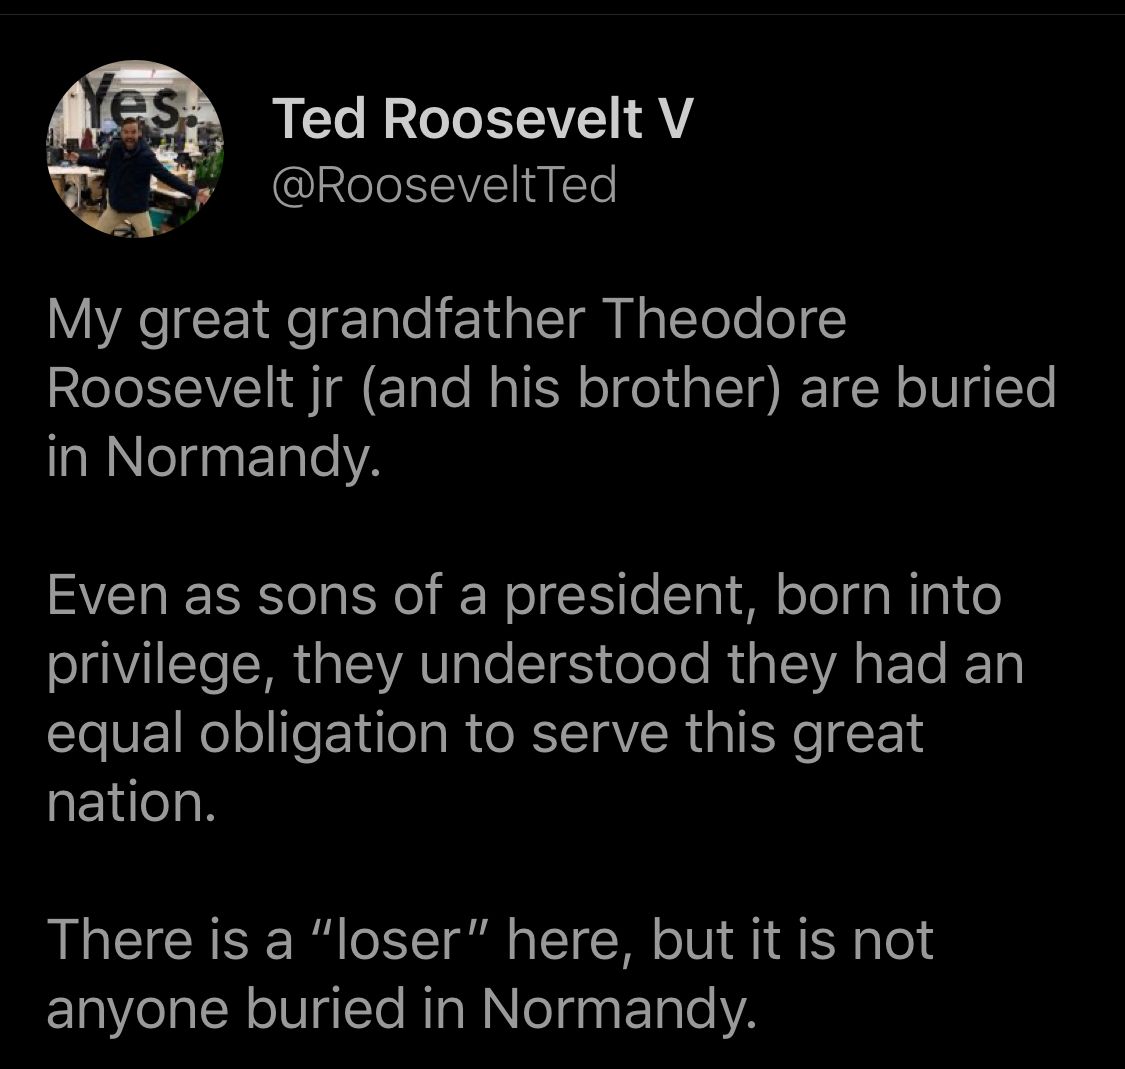 Yes.
Ted Roosevelt V
@RooseveltTed
My great grandfather Theodore
Roosevelt jr (and his brother) are buried
in Normandy.
Even as sons of a president, born into
privilege, they understood they had an
equal obligation to serve this great
nation.
There is a “loser” here, but it is not
anyone buried in Normandy.